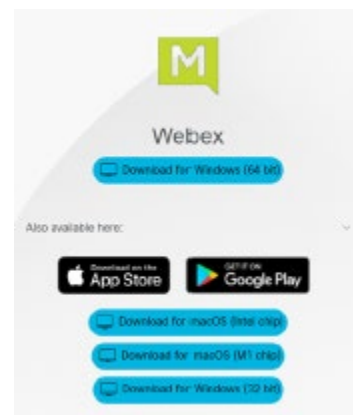 M
Webex
Download for Windows (64 bit)
Also available here:
Download on the
App Store
GET IT ON
Google Play
Download for macOS (Intel chip)
Download for macOS (M1 chip)
Download for Windows (32 bit)